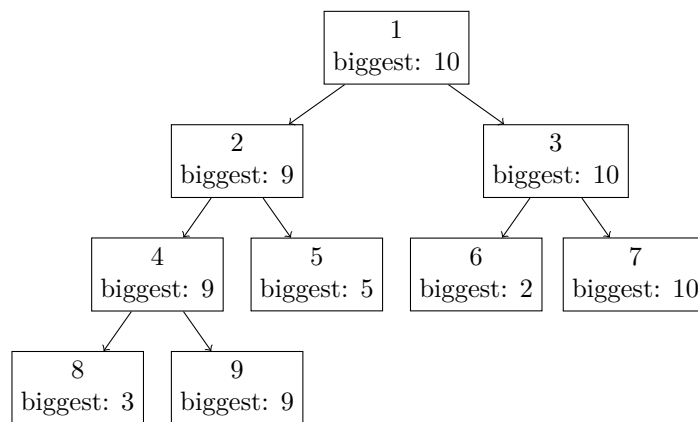 1
biggest: 10
2
biggest: 9
3
biggest: 10
4
biggest: 9
5
biggest: 5
6
biggest: 2
7
biggest: 10
8
biggest: 3
9
biggest: 9